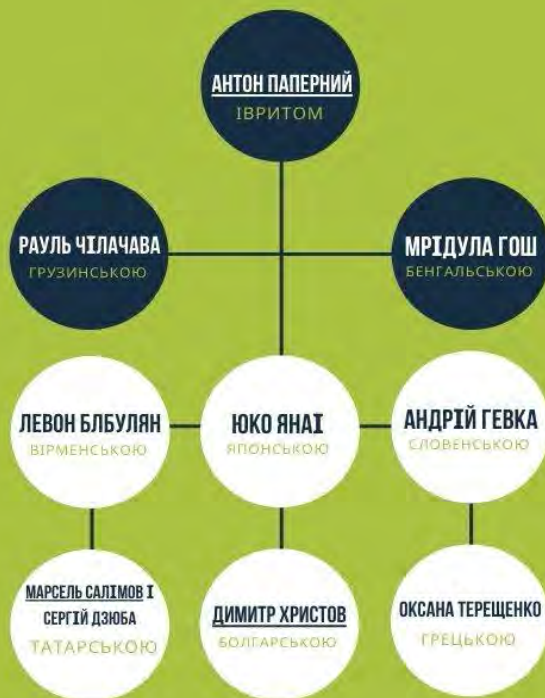 АНТОН ПАПЕРНИЙ
ІВРИТОМ
РАУЛЬ ЧІЛАЧАВА
ГРУЗИНСЬКОЮ
МРІДУЛА ГОШ
БЕНГАЛЬСЬКОЮ
ЛЕВОН БЛБУЛЯН
ВІРМЕНСЬКОЮ
ЮКО ЯНАІ
ЯПОНСЬКОЮ
АНДРІЙ ГЕВКА
СЛОВЕНСЬКОЮ
МАРСЕЛЬ САЛІМОВ І
СЕРГІЙ ДЗЮБА
ТАТАРСЬКОЮ
ДИМИТР ХРИСТОВ
БОЛГАРСЬКОЮ
ОКСАНА ТЕРЕЩЕНКО
ГРЕЦЬКОЮ